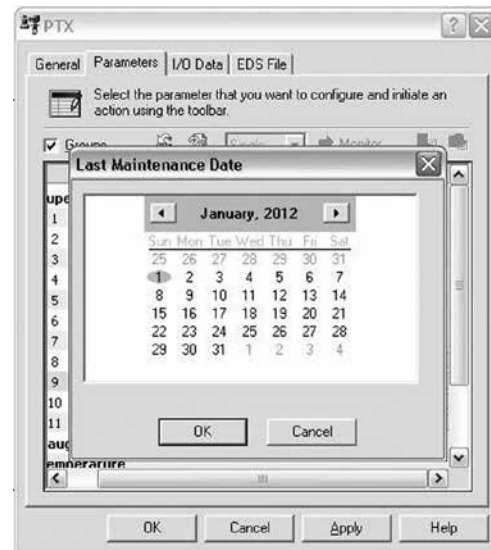 PTX
General Parameters I/O Data EDS File
Select the parameter that you want to configure and initiate an
action using the toolbar.
Groups Single Monitor
Last Maintenance Date
January, 2012
Sun Mon Tue Wed Thu Fri Sat
25 26 27 28 29 30 31
1 2 3 4 5 6 7
8 9 10 11 12 13 14
15 16 17 18 19 20 21
22 23 24 25 26 27 28
29 30 31 1 2 3 4
OK Cancel
upe
1
2
3
4
5
6
7
8
9
10
11
aug
emperature
OK Cancel Apply Help